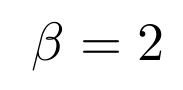 β = 2